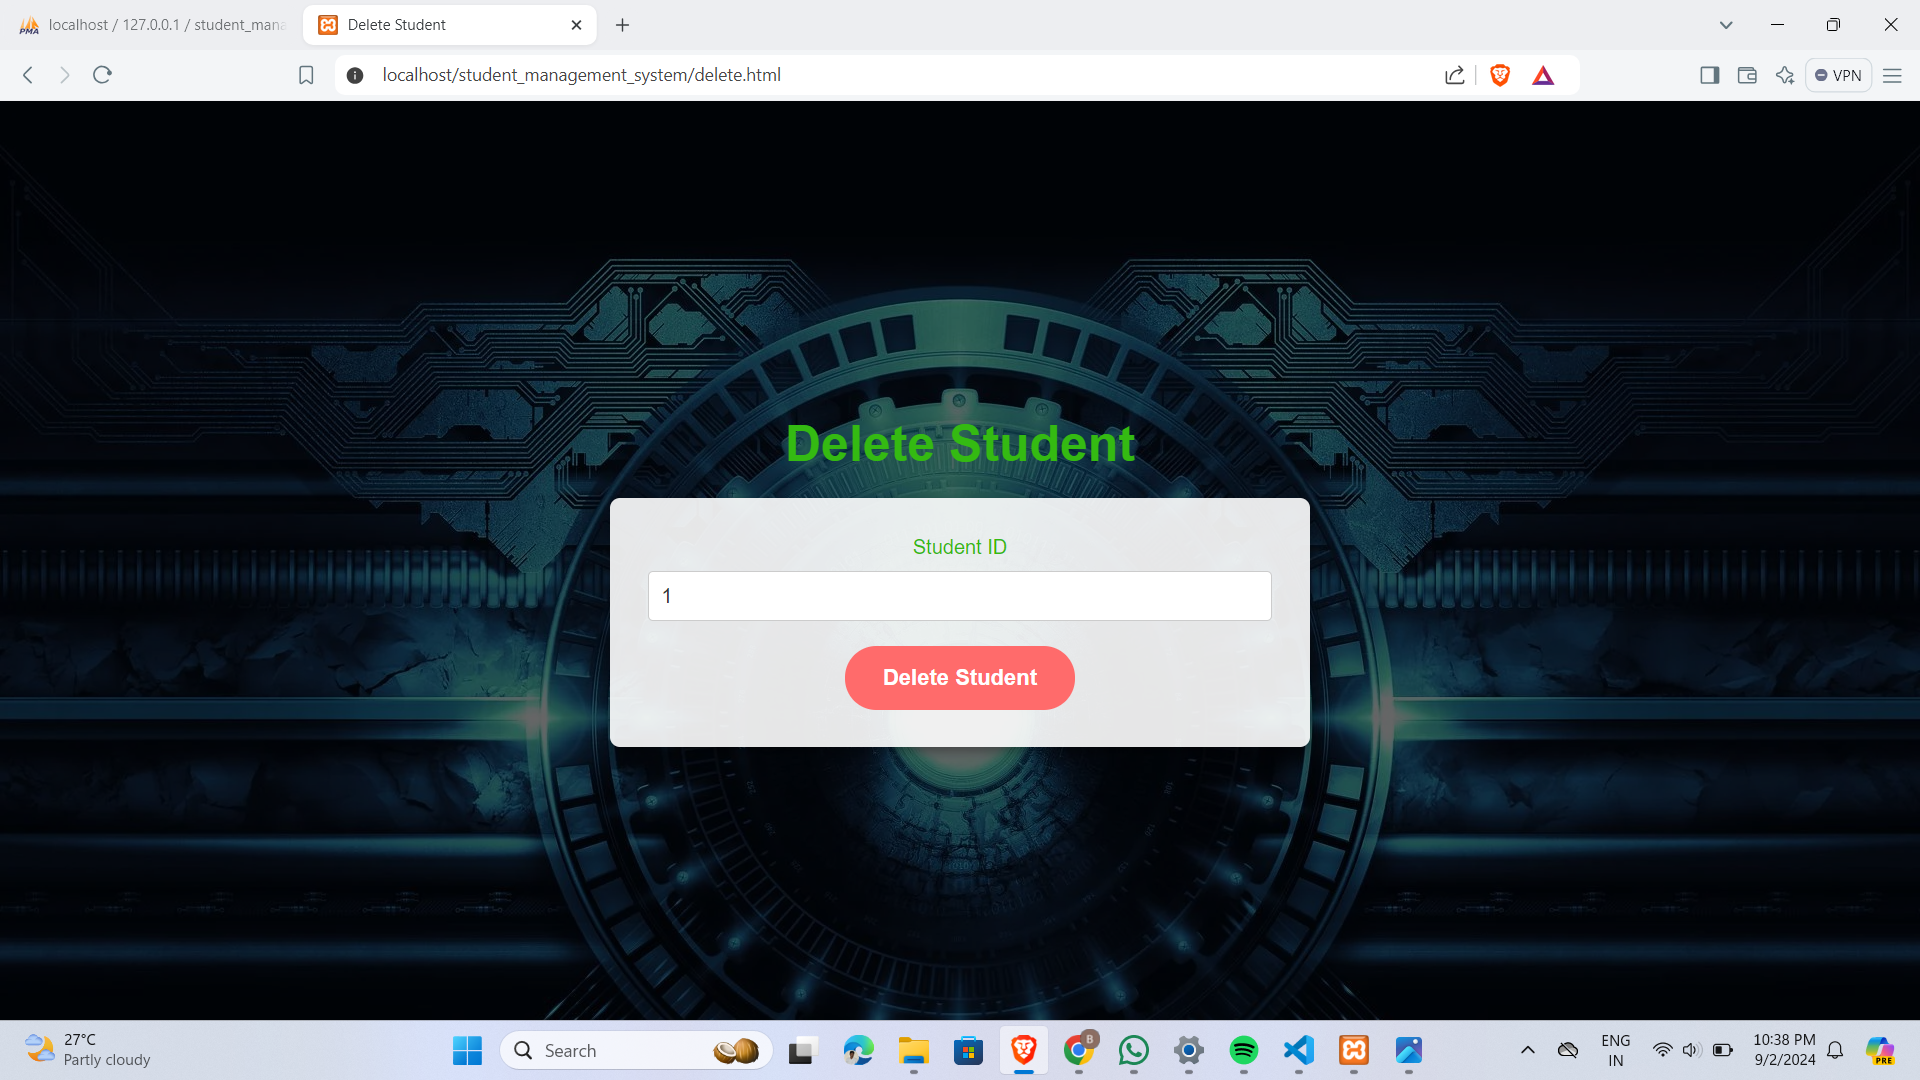 localhost / 127.0.0.1 / student_mana
Delete Student
localhost/student_management_system/delete.html
VPN
Delete Student
Student ID
1
Delete Student
27°C
Partly cloudy
Search
B
ENG
IN
10:38 PM
9/2/2024
PRE